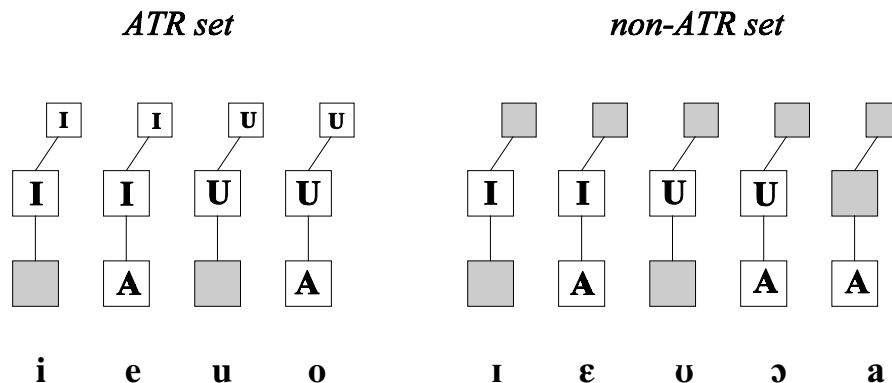 ATR set non-ATR set
I I U U
I I U U I I U U
A A A A A
i e u o ɪ ɛ ʊ ɔ a